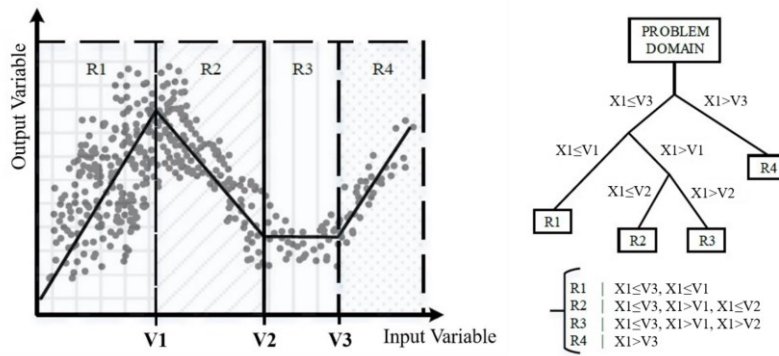 Output Variable
R1
R2
R3
R4
V1
V2
V3
Input Variable
PROBLEM
DOMAIN
X1≤V3
X1>V3
X1≤V1
X1>V1
R4
X1≤V2
X1>V2
R1
R2
R3
R1 | X1≤V3, X1≤V1
R2 | X1≤V3, X1>V1, X1≤V2
R3 | X1≤V3, X1>V1, X1>V2
R4 | X1>V3